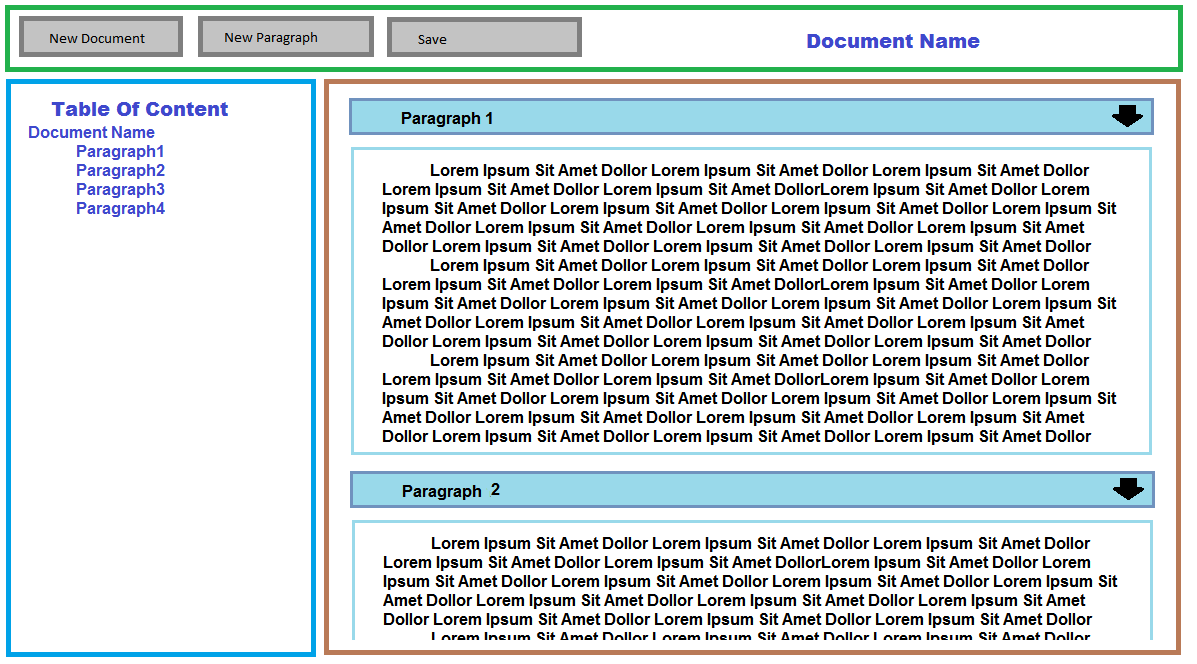 New Document
New Paragraph
Save
Document Name
Table Of Content
Document Name
Paragraph1
Paragraph2
Paragraph3
Paragraph4
Paragraph 1
Lorem Ipsum Sit Amet Dollor Lorem Ipsum Sit Amet Dollor Lorem Ipsum Sit Amet Dollor
Lorem Ipsum Sit Amet Dollor Lorem Ipsum Sit Amet DollorLorem Ipsum Sit Amet Dollor Lorem
Ipsum Sit Amet Dollor Lorem Ipsum Sit Amet Dollor Lorem Ipsum Sit Amet Dollor Lorem Ipsum Sit
Amet Dollor Lorem Ipsum Sit Amet Dollor Lorem Ipsum Sit Amet Dollor Lorem Ipsum Sit Amet
Dollor Lorem Ipsum Sit Amet Dollor Lorem Ipsum Sit Amet Dollor Lorem Ipsum Sit Amet Dollor
Lorem Ipsum Sit Amet Dollor Lorem Ipsum Sit Amet Dollor Lorem Ipsum Sit Amet Dollor
Lorem Ipsum Sit Amet Dollor Lorem Ipsum Sit Amet DollorLorem Ipsum Sit Amet Dollor Lorem
Ipsum Sit Amet Dollor Lorem Ipsum Sit Amet Dollor Lorem Ipsum Sit Amet Dollor Lorem Ipsum Sit
Amet Dollor Lorem Ipsum Sit Amet Dollor Lorem Ipsum Sit Amet Dollor Lorem Ipsum Sit Amet
Dollor Lorem Ipsum Sit Amet Dollor Lorem Ipsum Sit Amet Dollor Lorem Ipsum Sit Amet Dollor
Lorem Ipsum Sit Amet Dollor Lorem Ipsum Sit Amet Dollor Lorem Ipsum Sit Amet Dollor
Lorem Ipsum Sit Amet Dollor Lorem Ipsum Sit Amet DollorLorem Ipsum Sit Amet Dollor Lorem
Ipsum Sit Amet Dollor Lorem Ipsum Sit Amet Dollor Lorem Ipsum Sit Amet Dollor Lorem Ipsum Sit
Amet Dollor Lorem Ipsum Sit Amet Dollor Lorem Ipsum Sit Amet Dollor Lorem Ipsum Sit Amet
Dollor Lorem Ipsum Sit Amet Dollor Lorem Ipsum Sit Amet Dollor Lorem Ipsum Sit Amet Dollor
Paragraph 2
Lorem Ipsum Sit Amet Dollor Lorem Ipsum Sit Amet Dollor Lorem Ipsum Sit Amet Dollor
Lorem Ipsum Sit Amet Dollor Lorem Ipsum Sit Amet DollorLorem Ipsum Sit Amet Dollor Lorem
Ipsum Sit Amet Dollor Lorem Ipsum Sit Amet Dollor Lorem Ipsum Sit Amet Dollor Lorem Ipsum Sit
Amet Dollor Lorem Ipsum Sit Amet Dollor Lorem Ipsum Sit Amet Dollor Lorem Ipsum Sit Amet
Dollor Lorem Ipsum Sit Amet Dollor Lorem Ipsum Sit Amet Dollor Lorem Ipsum Sit Amet Dollor
Lorem Ipsum Sit Amet Dollor Lorem Ipsum Sit Amet Dollor Lorem Ipsum Sit Amet Dollor